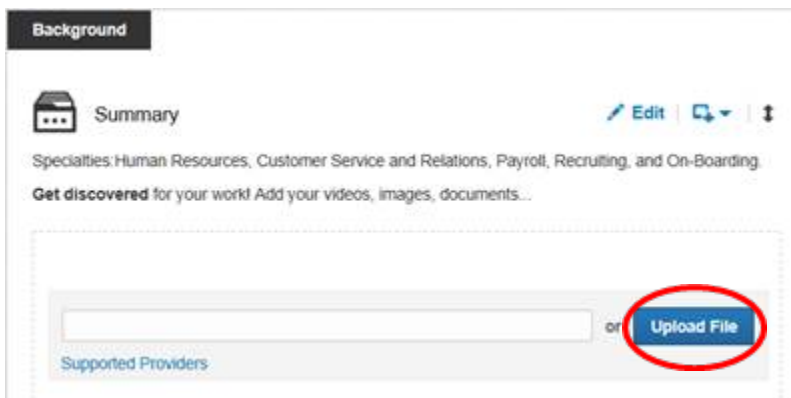 Background
Summary
Edit
Specialties:Human Resources, Customer Service and Relations, Payroll, Recruiting, and On-Boarding.
Get discovered for your work! Add your videos, images, documents...
or Upload File
Supported Providers